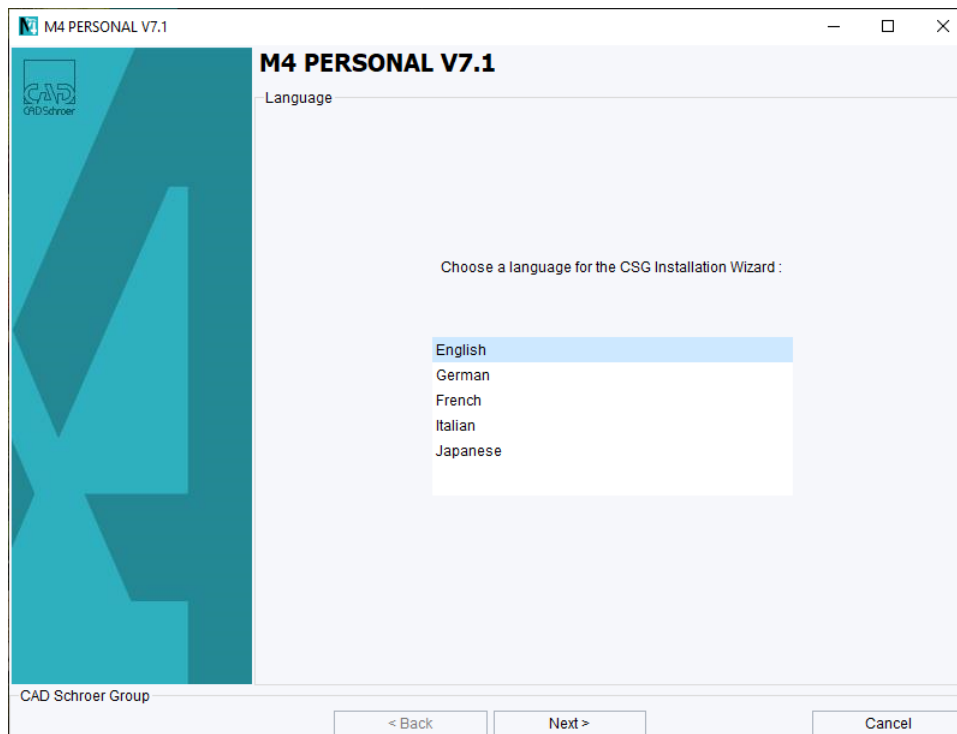 M4 PERSONAL V7.1
M4 PERSONAL V7.1
CAD
CADSchroer
Language
Choose a language for the CSG Installation Wizard :
English
German
French
Italian
Japanese
CAD Schroer Group
< Back
Next >
Cancel